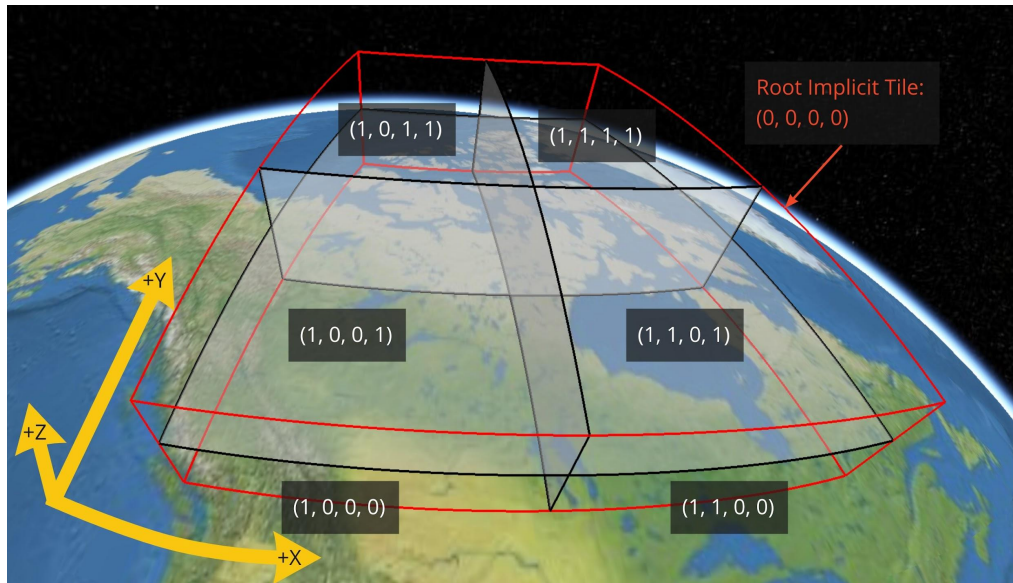 Root Implicit Tile:
(0, 0, 0, 0)
(1, 0, 1, 1)
(1, 1, 1, 1)
+Y
(1, 0, 0, 1)
(1, 1, 0, 1)
+Z
(1, 0, 0, 0)
(1, 1, 0, 0)
+X